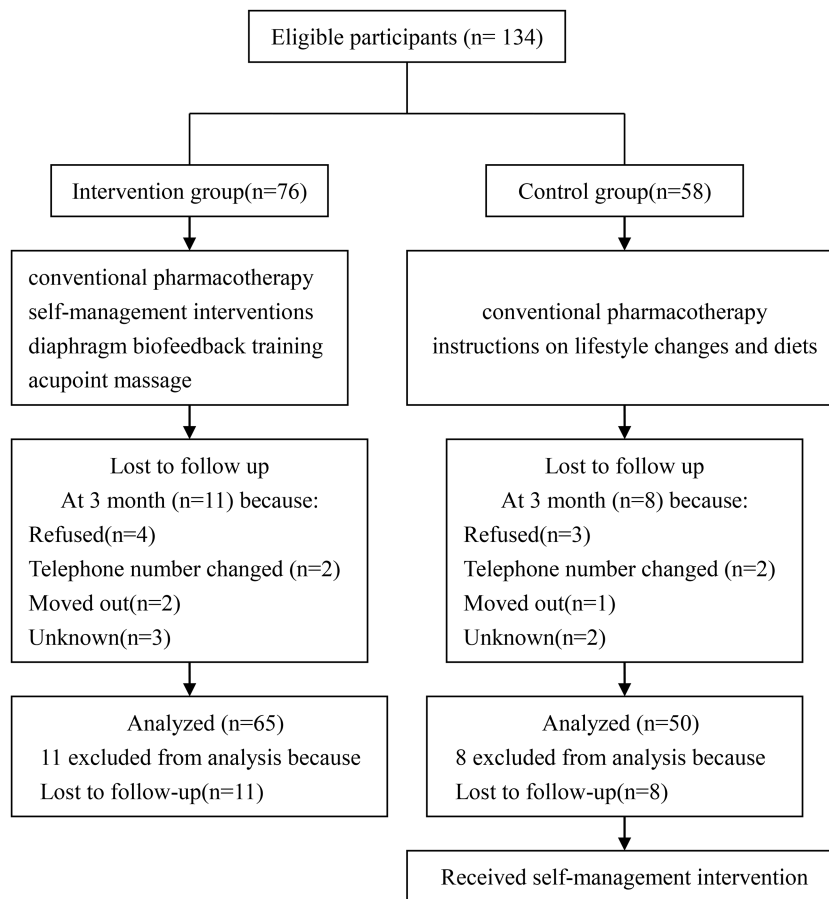 Eligible participants (n= 134)
Intervention group(n=76)
Control group(n=58)
conventional pharmacotherapy
self-management interventions
diaphragm biofeedback training
acupoint massage
conventional pharmacotherapy
instructions on lifestyle changes and diets
Lost to follow up
At 3 month (n=11) because:
Refused(n=4)
Telephone number changed (n=2)
Moved out(n=2)
Unknown(n=3)
Lost to follow up
At 3 month (n=8) because:
Refused(n=3)
Telephone number changed (n=2)
Moved out(n=1)
Unknown(n=2)
Analyzed (n=65)
11 excluded from analysis because
Lost to follow-up(n=11)
Analyzed (n=50)
8 excluded from analysis because
Lost to follow-up(n=8)
Received self-management intervention